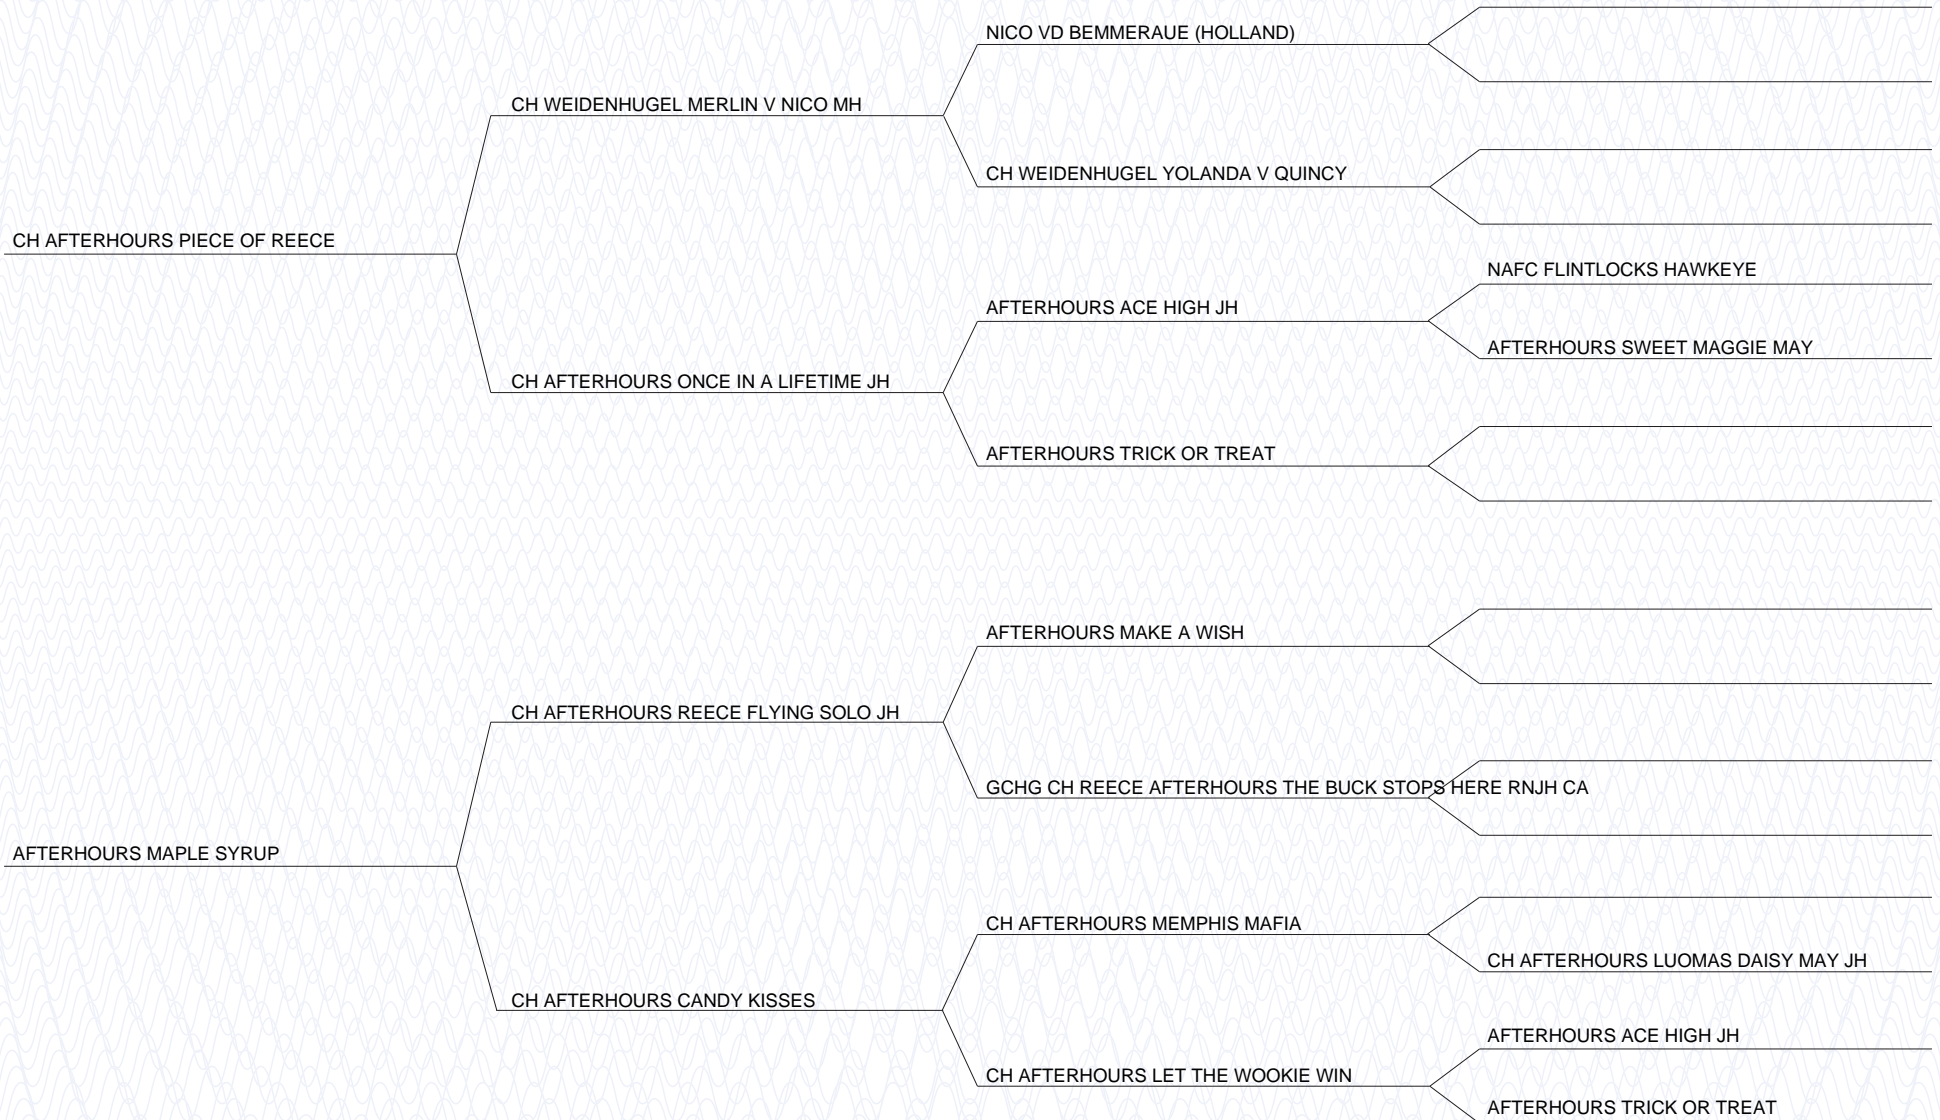 NICO VD BEMMERAUE (HOLLAND)
CH WEIDENHUGEL MERLIN V NICO MH
CH WEIDENHUGEL YOLANDA V QUINCY
CH AFTERHOURS PIECE OF REECE
NAFC FLINTLOCKS HAWKEYE
AFTERHOURS ACE HIGH JH
AFTERHOURS SWEET MAGGIE MAY
CH AFTERHOURS ONCE IN A LIFETIME JH
AFTERHOURS TRICK OR TREAT
AFTERHOURS MAKE A WISH
CH AFTERHOURS REECE FLYING SOLO JH
GCHG CH REECE AFTERHOURS THE BUCK STOPS HERE RNJH CA
AFTERHOURS MAPLE SYRUP
CH AFTERHOURS MEMPHIS MAFIA
CH AFTERHOURS LUOMAS DAISY MAY JH
CH AFTERHOURS CANDY KISSES
AFTERHOURS ACE HIGH JH
CH AFTERHOURS LET THE WOOKIE WIN
AFTERHOURS TRICK OR TREAT